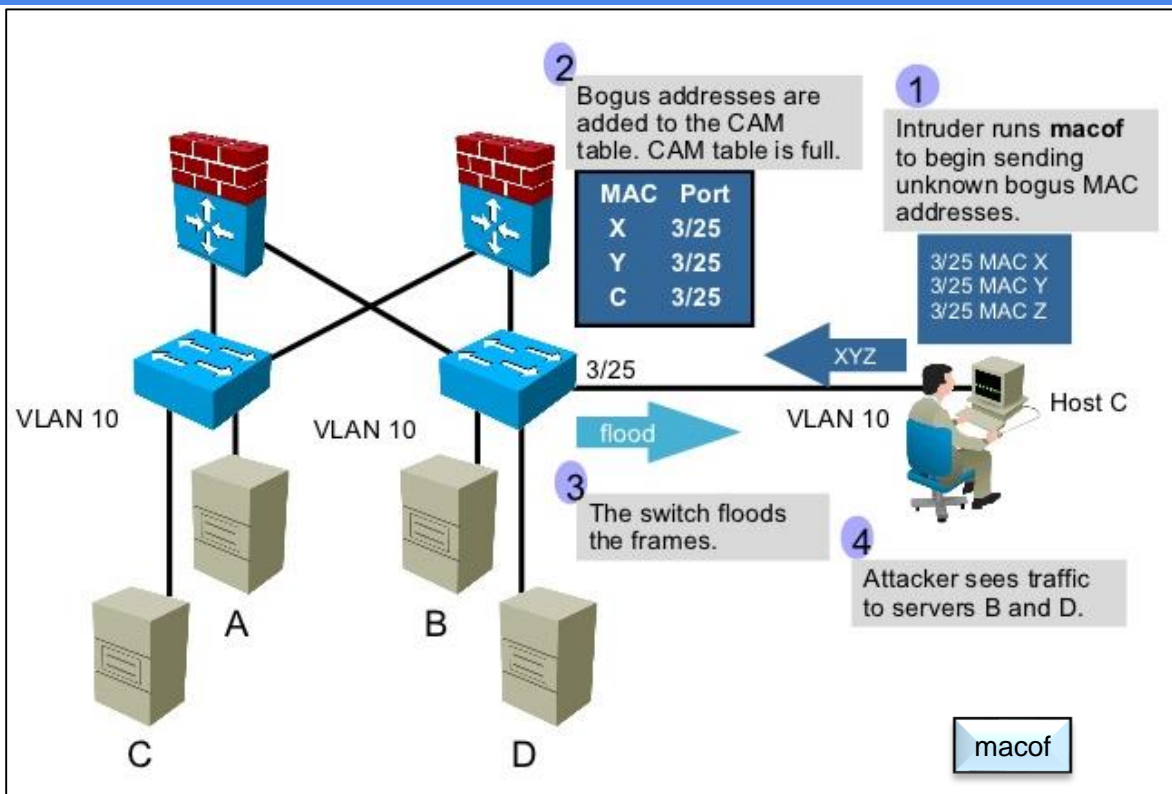 2
Bogus addresses are
added to the CAM
table. CAM table is full.
MAC Port
X 3/25
Y 3/25
C 3/25
1
Intruder runs macof
to begin sending
unknown bogus MAC
addresses.
3/25 MAC X
3/25 MAC Y
3/25 MAC Z
XYZ
3/25
VLAN 10
VLAN 10
VLAN 10
Host C
flood
3
The switch floods
the frames.
4
Attacker sees traffic
to servers B and D.
A
B
C
D
macof